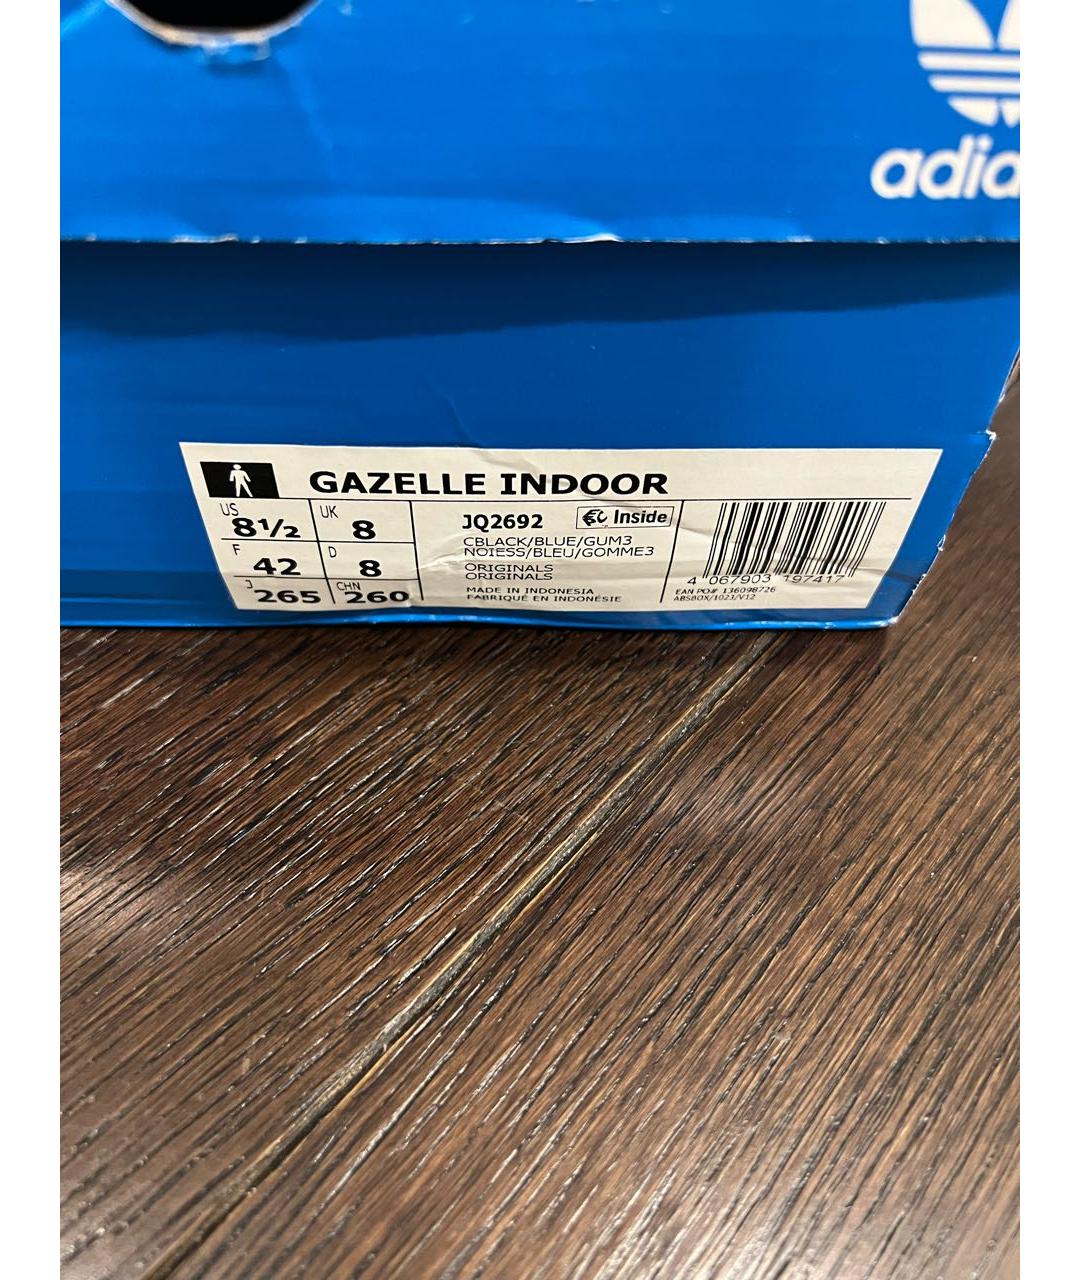 adida
GAZELLE INDOOR
US
8½
UK
8
F
42
D
8
J
265
CHN
260
JQ2692
Inside
CBLACK/BLUE/GUM3
NOIESS/BLEU/GOMME3
ORIGINALS
ORIGINALS
MADE IN INDONESIA
FABRIQUÉ EN INDONÉSIE
4 067903 197417
EAN PO# 136098726
ABSBOX/1023/V12